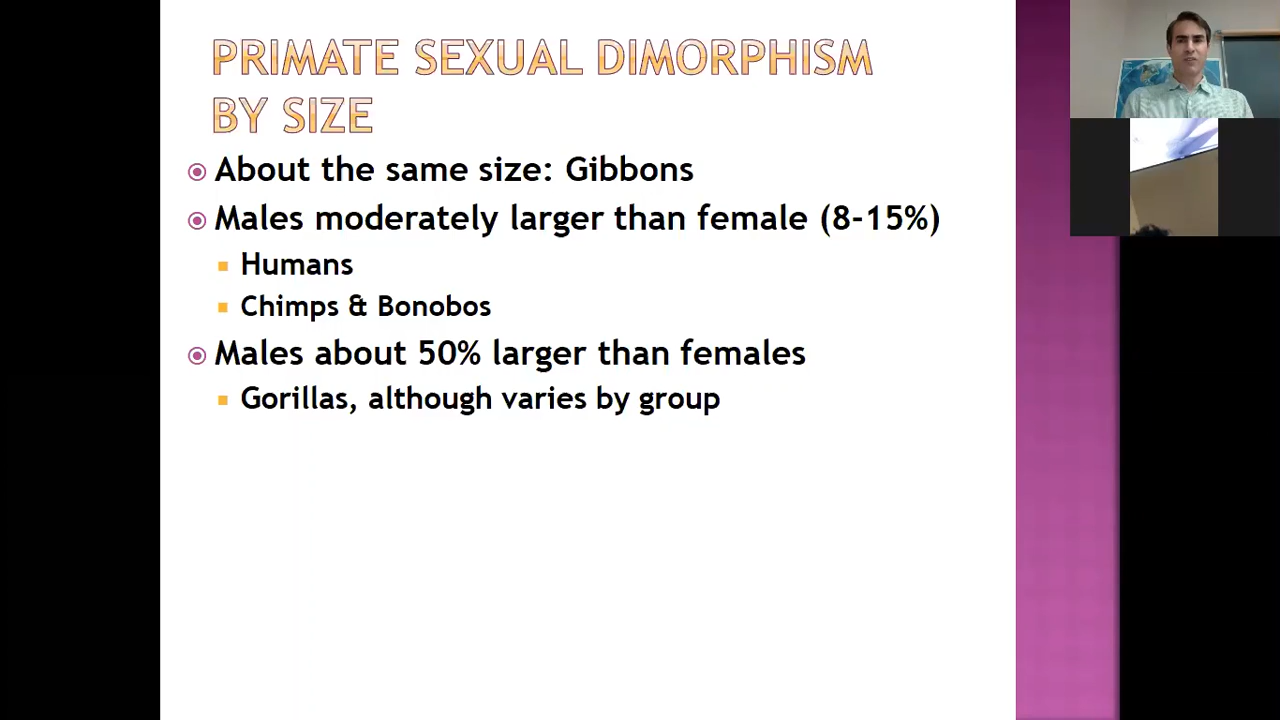 PRIMATE SEXUAL DIMORPHISM
BY SIZE
About the same size: Gibbons
Males moderately larger than female (8-15%)
Humans
Chimps & Bonobos
Males about 50% larger than females
Gorillas, although varies by group